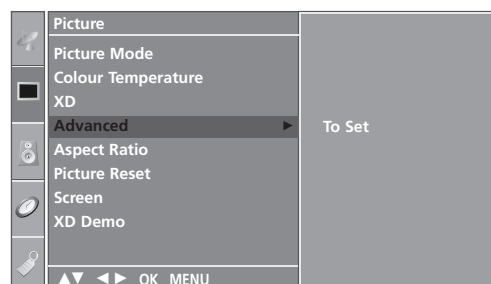 Picture
Picture Mode
Colour Temperature
XD
Advanced ► To Set
Aspect Ratio
Picture Reset
Screen
XD Demo
▲▼ ◄► OK MENU